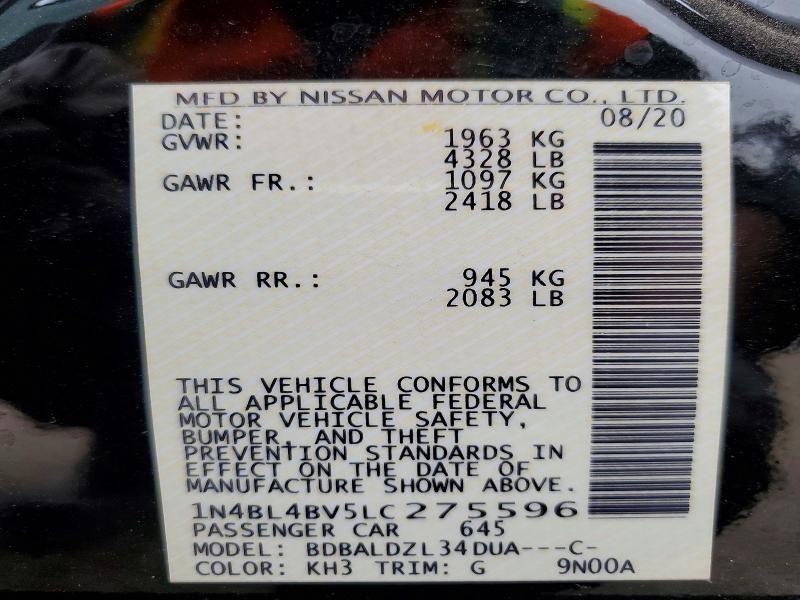 MFD BY NISSAN MOTOR CO., LTD.
DATE: 08/20
GVWR: 1963 KG
4328 LB
GAWR FR.: 1097 KG
2418 LB
GAWR RR.: 945 KG
2083 LB
THIS VEHICLE CONFORMS TO
ALL APPLICABLE FEDERAL
MOTOR VEHICLE SAFETY,
BUMPER, AND THEFT
PREVENTION STANDARDS IN
EFFECT ON THE DATE OF
MANUFACTURE SHOWN ABOVE.
1N4BL4BV5LC275596
PASSENGER CAR 645
MODEL: BDBALDZL34DUA---C-
COLOR: KH3 TRIM: G 9N00A